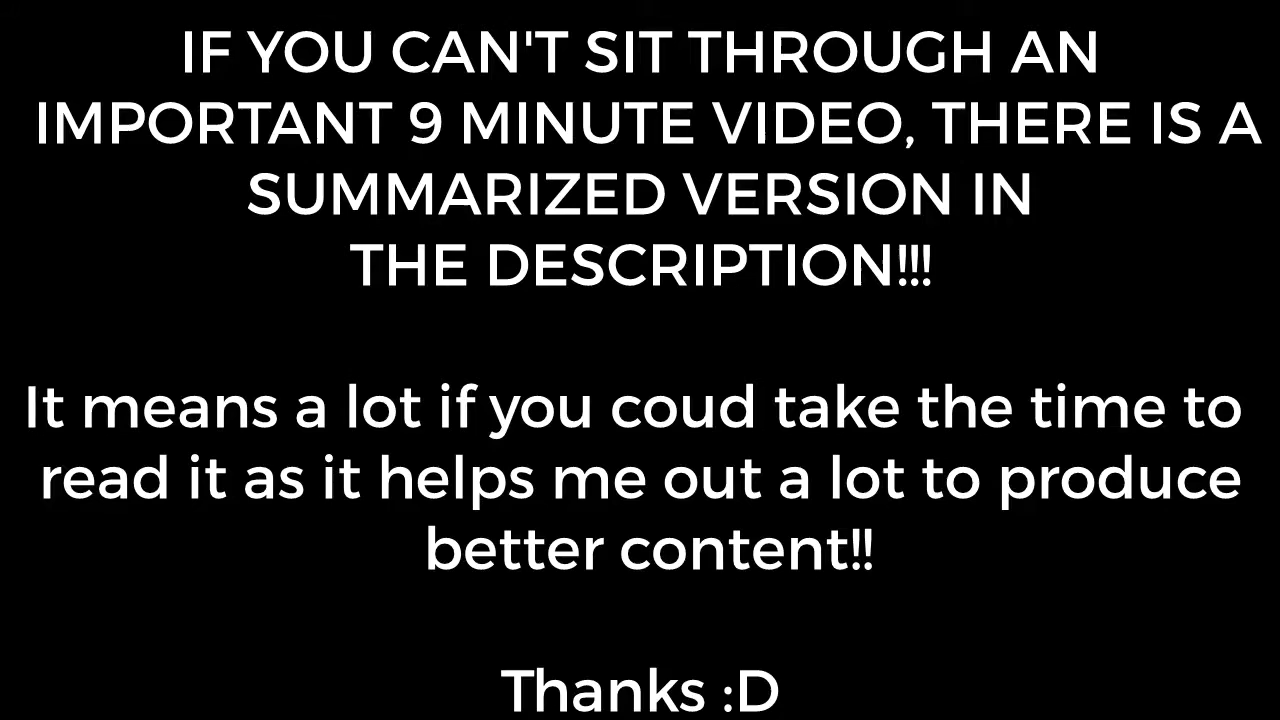 IF YOU CAN'T SIT THROUGH AN
IMPORTANT 9 MINUTE VIDEO, THERE IS A
SUMMARIZED VERSION IN
THE DESCRIPTION!!!
It means a lot if you coud take the time to
read it as it helps me out a lot to produce
better content!!
Thanks :D